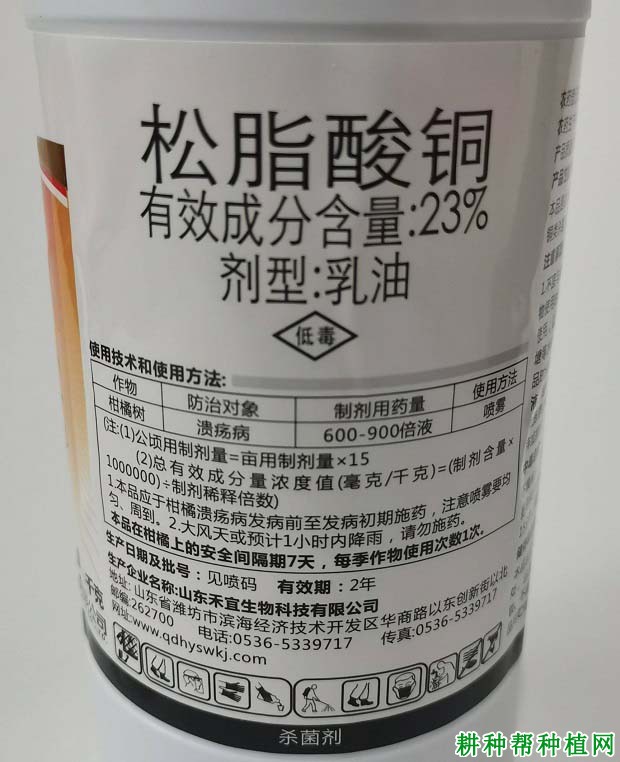 松脂酸铜
有效成分含量:23%
剂型:乳油
低毒
使用技术和使用方法:
作物 防治对象 制剂用药量 使用方法
柑橘树 溃疡病 600-900倍液 喷雾
(注:(1)公顷用制剂量=亩用制剂量×15
(2)总有效成分量浓度值(毫克/千克)=(制剂含量×
1000000)÷制剂稀释倍数)
1.本品应于柑橘溃疡病发病前至发病初期施药，注意喷雾要均
匀、周到。2.大风天或预计1小时内降雨，请勿施药。
本品在柑橘上的安全间隔期7天，每季作物使用次数1次。
生产日期及批号：见喷码 有效期：2年
生产企业名称:山东禾宜生物科技有限公司
地址:山东省潍坊市滨海经济技术开发区华商路以东创新街以北
邮编:262700 电话:0536-5339717 传真:0536-5339717
网址:www.qdhyswkj.com
千克
公司
杀菌剂
耕种帮种植网